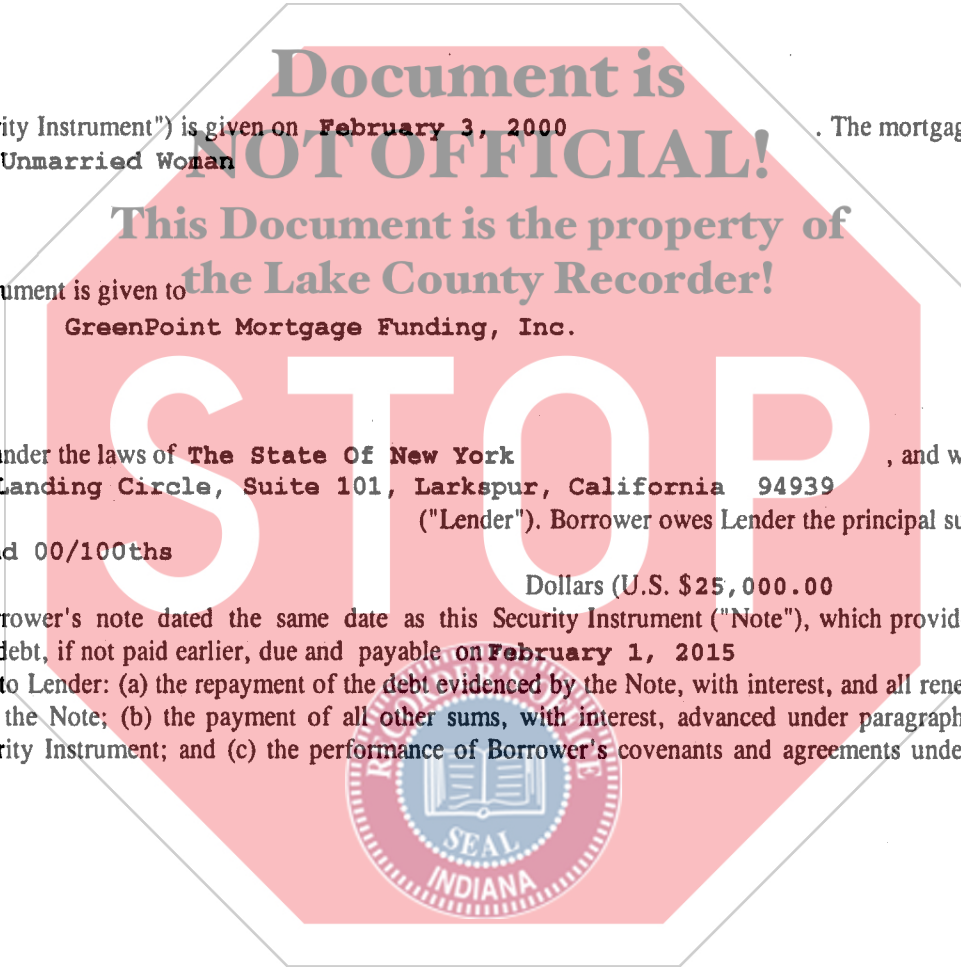 Document is
rity Instrument") is given on February 3, 2000 . The mortgag
Unmarried Woman
NOT OFFICIAL!
This Document is the property of
ument is given to
the Lake County Recorder!
GreenPoint Mortgage Funding, Inc.
STOP
nder the laws of The State Of New York , and w
Landing Circle, Suite 101, Larkspur, California 94939
("Lender"). Borrower owes Lender the principal su
d 00/100ths
Dollars (U.S. $25,000.00
rower's note dated the same date as this Security Instrument ("Note"), which provid
debt, if not paid earlier, due and payable on February 1, 2015
to Lender: (a) the repayment of the debt evidenced by the Note, with interest, and all rene
the Note; (b) the payment of all other sums, with interest, advanced under paragraph
rity Instrument; and (c) the performance of Borrower's covenants and agreements unde
RECORDER'S OFFICE
SEAL
INDIANA